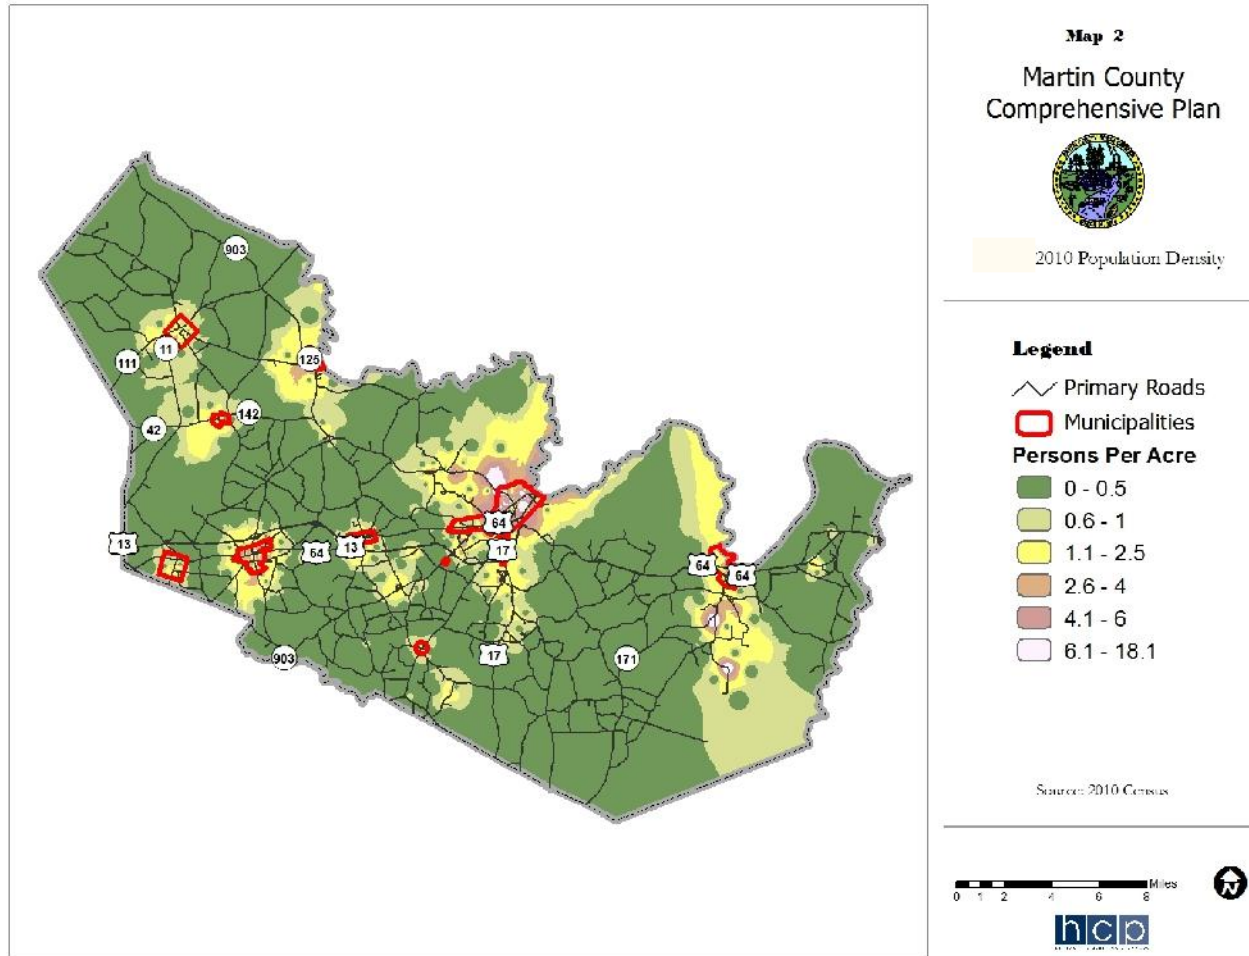 Map 2
Martin County
Comprehensive Plan
2010 Population Density
Legend
Primary Roads
Municipalities
Persons Per Acre
0 - 0.5
0.6 - 1
1.1 - 2.5
2.6 - 4
4.1 - 6
6.1 - 18.1
Source: 2010 Census
0 1 2 4 6 8 Miles
N
hcp
903
125
11
111
142
42
64
13
64
13
17
64
64
903
17
171